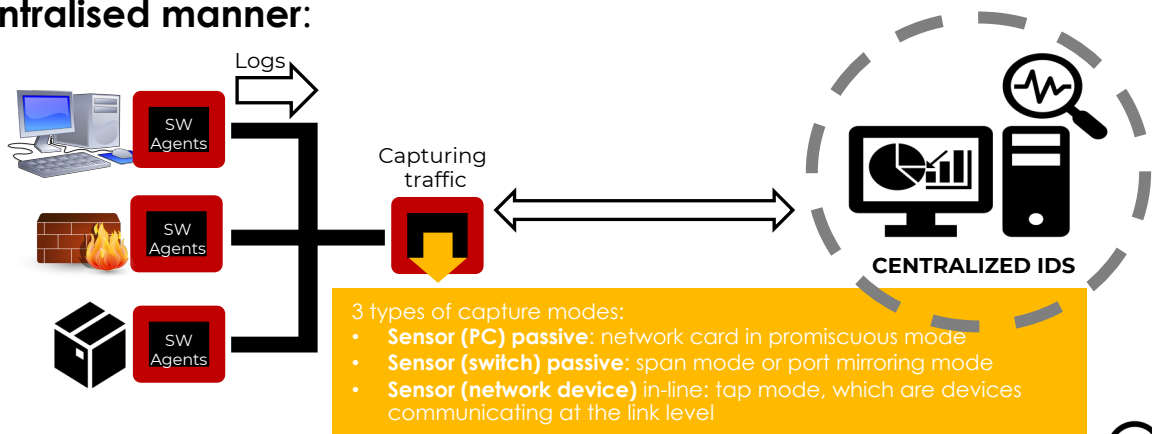 ntralised manner:
Logs
SW
Agents
Capturing
traffic
SW
Agents
CENTRALIZED IDS
SW
Agents
3 types of capture modes:
• Sensor (PC) passive: network card in promiscuous mode
• Sensor (switch) passive: span mode or port mirroring mode
• Sensor (network device) in-line: tap mode, which are devices
communicating at the link level